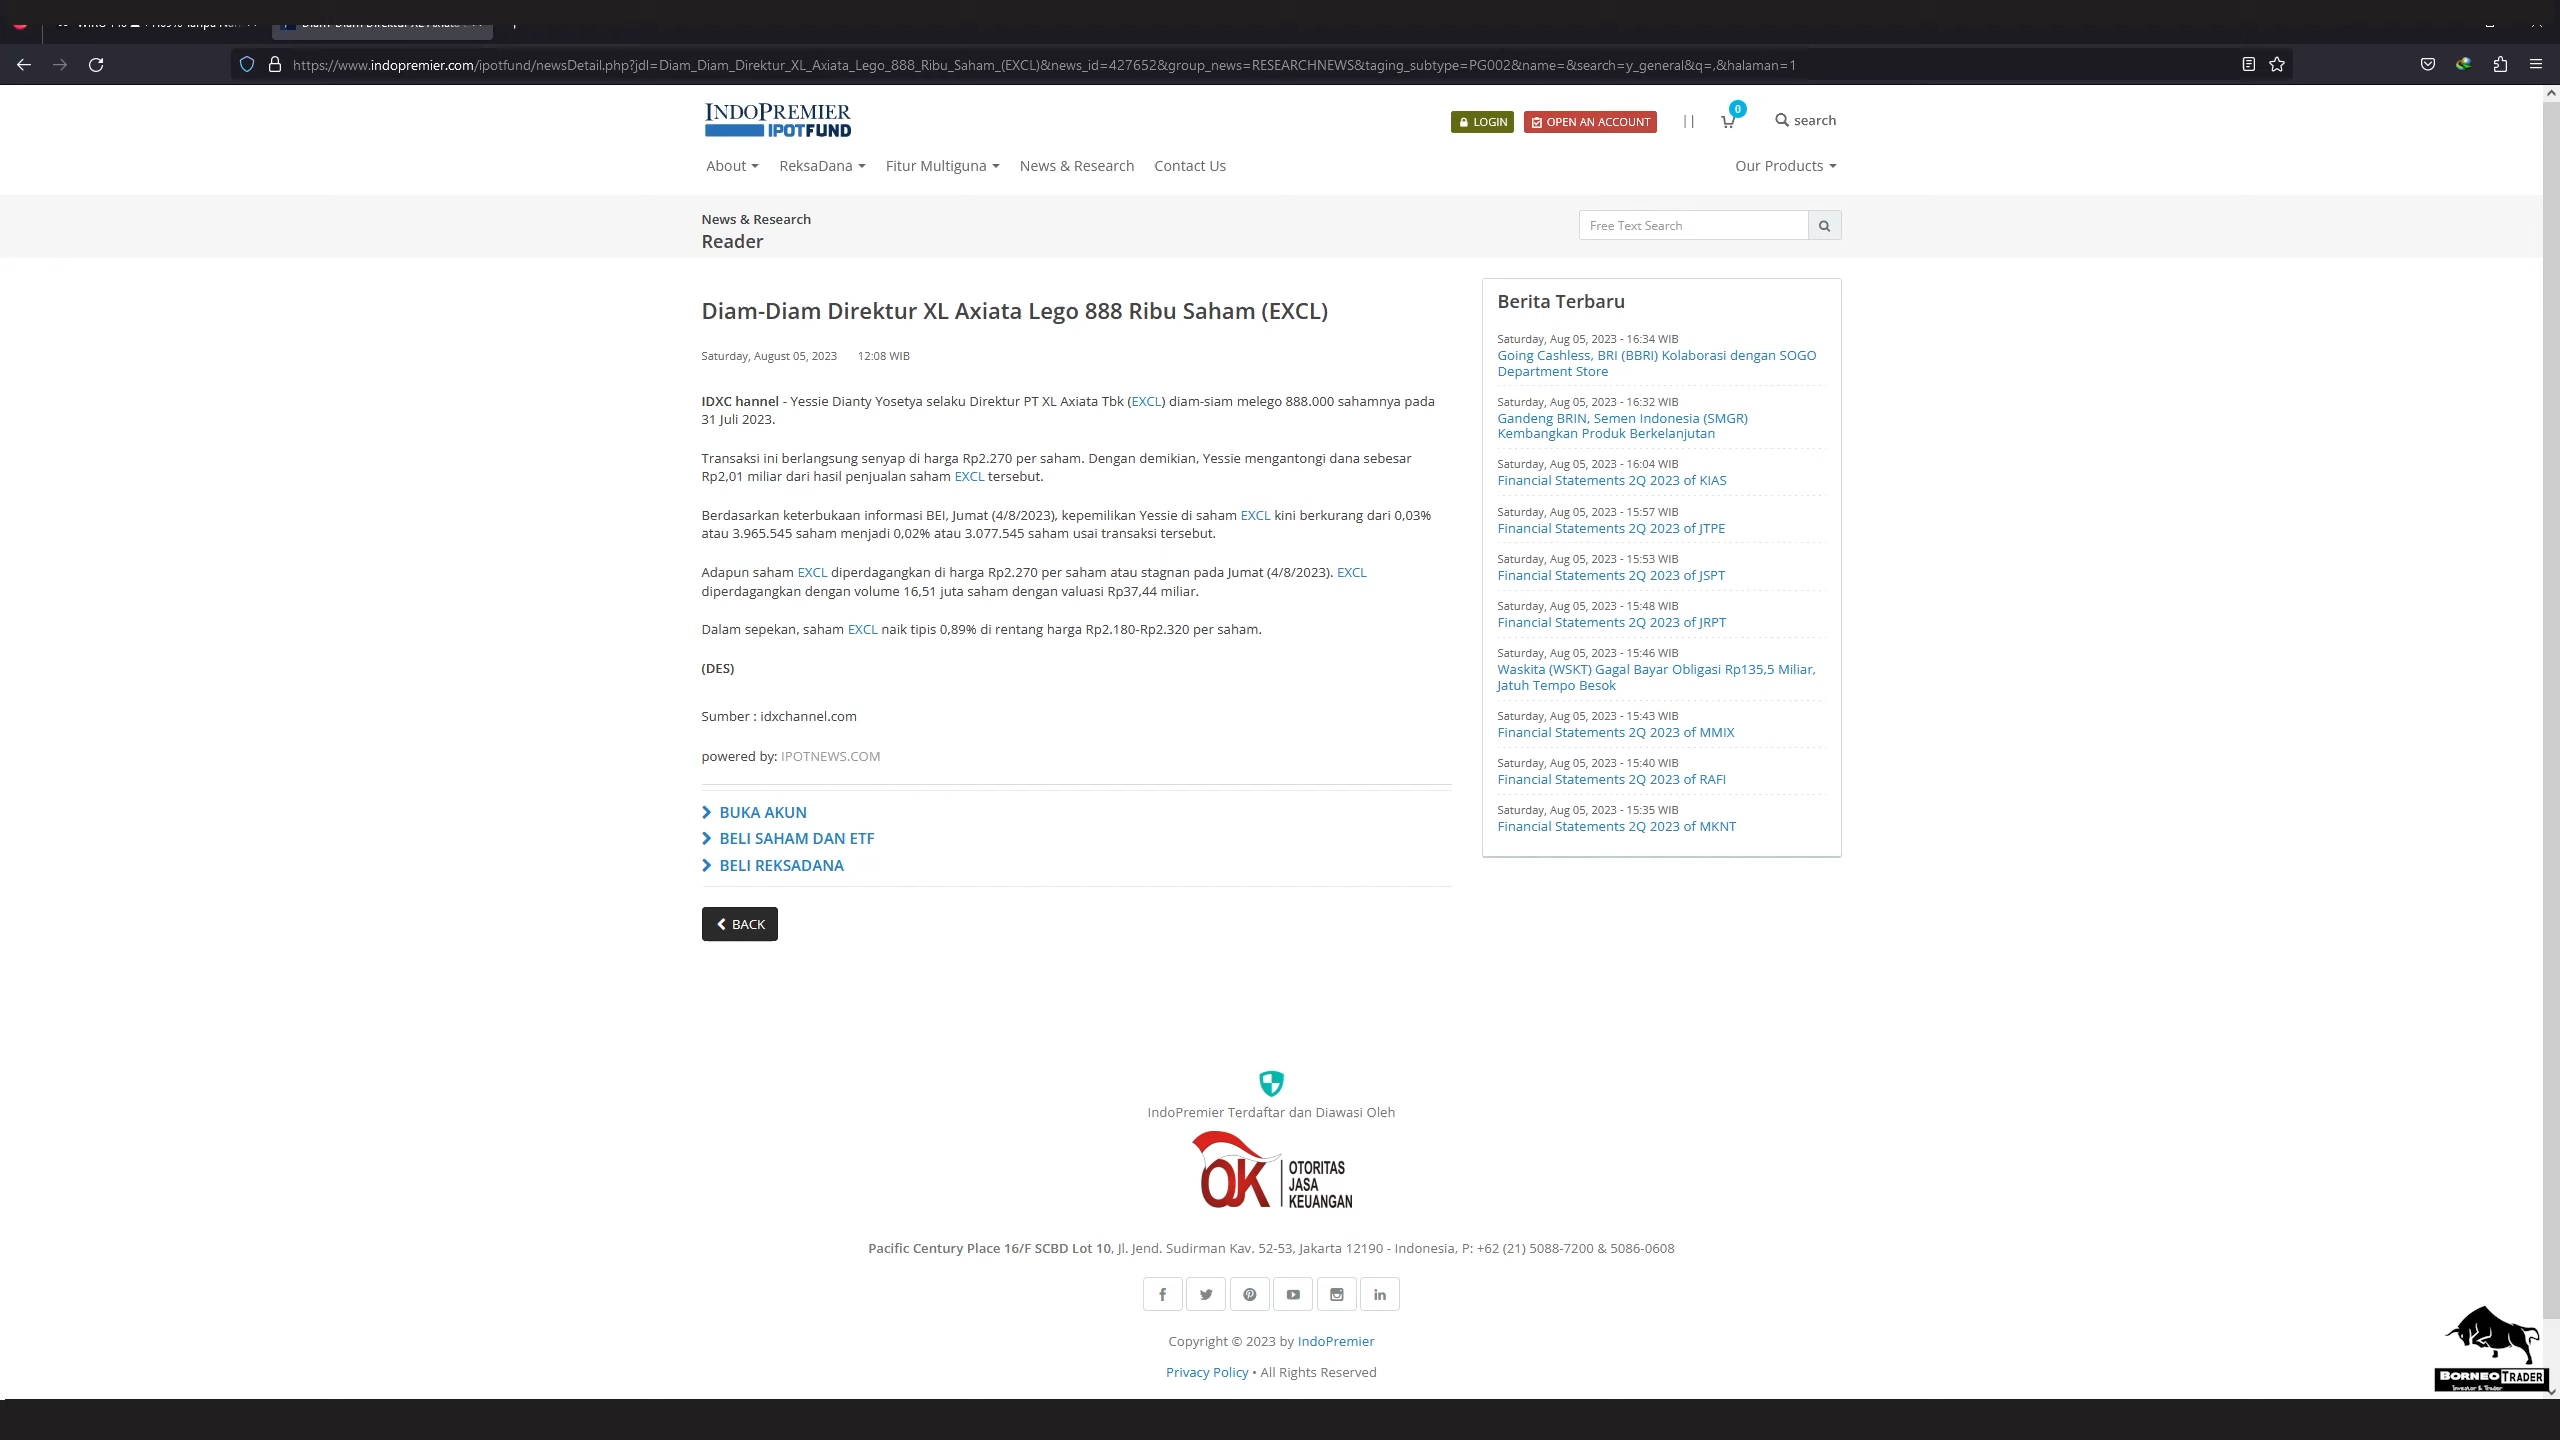 https://www.indopremier.com/ipotfund/newsDetail.php?jdl=Diam_Diam_Direktur_XL_Axiata_Lego_888_Ribu_Saham_(EXCL)&news_id=427652&group_news=RESEARCHNEWS&taging_subtype=PG002&name=&search=y_general&q=,&halaman=1
INDOPREMIER
IPOTFUND
LOGIN
OPEN AN ACCOUNT
||
0
search
About
ReksaDana
Fitur Multiguna
News & Research
Contact Us
Our Products
News & Research
Reader
Free Text Search
Diam-Diam Direktur XL Axiata Lego 888 Ribu Saham (EXCL)
Saturday, August 05, 2023 12:08 WIB
IDXC hannel - Yessie Dianty Yosetya selaku Direktur PT XL Axiata Tbk (EXCL) diam-siam melego 888.000 sahamnya pada
31 Juli 2023.
Transaksi ini berlangsung senyap di harga Rp2.270 per saham. Dengan demikian, Yessie mengantongi dana sebesar
Rp2,01 miliar dari hasil penjualan saham EXCL tersebut.
Berdasarkan keterbukaan informasi BEI, Jumat (4/8/2023), kepemilikan Yessie di saham EXCL kini berkurang dari 0,03%
atau 3.965.545 saham menjadi 0,02% atau 3.077.545 saham usai transaksi tersebut.
Adapun saham EXCL diperdagangkan di harga Rp2.270 per saham atau stagnan pada Jumat (4/8/2023). EXCL
diperdagangkan dengan volume 16,51 juta saham dengan valuasi Rp37,44 miliar.
Dalam sepekan, saham EXCL naik tipis 0,89% di rentang harga Rp2.180-Rp2.320 per saham.
(DES)
Sumber : idxchannel.com
powered by: IPOTNEWS.COM
BUKA AKUN
BELI SAHAM DAN ETF
BELI REKSADANA
BACK
Berita Terbaru
Saturday, Aug 05, 2023 - 16:34 WIB
Going Cashless, BRI (BBRI) Kolaborasi dengan SOGO
Department Store
Saturday, Aug 05, 2023 - 16:32 WIB
Gandeng BRIN, Semen Indonesia (SMGR)
Kembangkan Produk Berkelanjutan
Saturday, Aug 05, 2023 - 16:04 WIB
Financial Statements 2Q 2023 of KIAS
Saturday, Aug 05, 2023 - 15:57 WIB
Financial Statements 2Q 2023 of JTPE
Saturday, Aug 05, 2023 - 15:53 WIB
Financial Statements 2Q 2023 of JSPT
Saturday, Aug 05, 2023 - 15:48 WIB
Financial Statements 2Q 2023 of JRPT
Saturday, Aug 05, 2023 - 15:46 WIB
Waskita (WSKT) Gagal Bayar Obligasi Rp135,5 Miliar,
Jatuh Tempo Besok
Saturday, Aug 05, 2023 - 15:43 WIB
Financial Statements 2Q 2023 of MMIX
Saturday, Aug 05, 2023 - 15:40 WIB
Financial Statements 2Q 2023 of RAFI
Saturday, Aug 05, 2023 - 15:35 WIB
Financial Statements 2Q 2023 of MKNT
IndoPremier Terdaftar dan Diawasi Oleh
OJK
OTORITAS
JASA
KEUANGAN
Pacific Century Place 16/F SCBD Lot 10, Jl. Jend. Sudirman Kav. 52-53, Jakarta 12190 - Indonesia, P: +62 (21) 5088-7200 & 5086-0608
Copyright © 2023 by IndoPremier
Privacy Policy • All Rights Reserved
BORNEO TRADER
Investor & Trader